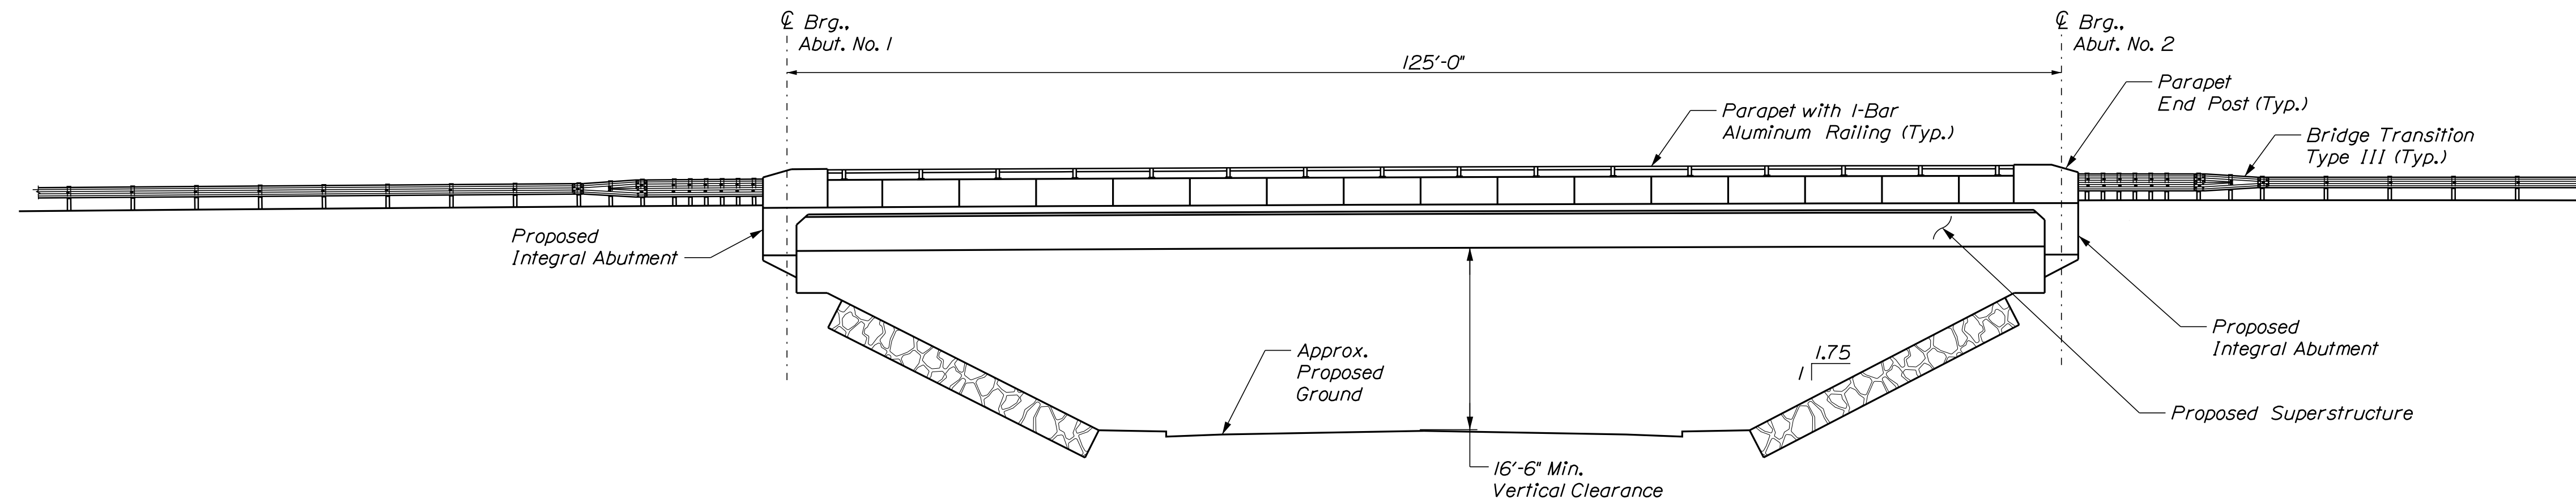 ℄ Brg.,
Abut. No. 1
℄ Brg.,
Abut. No. 2
125'-0"
Parapet
End Post (Typ.)
Parapet with 1-Bar
Aluminum Railing (Typ.)
Bridge Transition
Type III (Typ.)
Proposed
Integral Abutment
Proposed
Integral Abutment
Approx.
Proposed
Ground
1.75
1
Proposed Superstructure
16'-6" Min.
Vertical Clearance